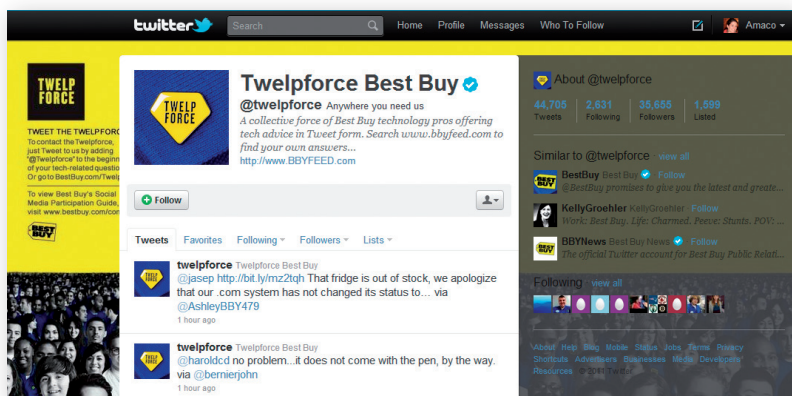 twitter Search Home Profile Messages Who To Follow Amaco
TWELP
FORCE
TWEET THE TWELPFORC
To contact the Twelpforce,
just Tweet to us by adding
"@Twelpforce" to the beginn
of your tech-related questio
Or go to BestBuy.com/Twel
To view Best Buy's Social
Media Participation Guide,
visit www.bestbuy.com/con
BEST
BUY
TWELP
FORCE
Twelpforce Best Buy
@twelpforce Anywhere you need us
A collective force of Best Buy technology pros offering
tech advice in Tweet form. Search www.bbyfeed.com to
find your own answers...
http://www.BBYFEED.com
Follow
Tweets Favorites Following Followers Lists
twelpforce Twelpforce Best Buy
@jasep http://bit.ly/mz2tqh That fridge is out of stock, we apologize
that our .com system has not changed its status to... via
@AshleyBBY479
1 hour ago
twelpforce Twelpforce Best Buy
@haroldcd no problem...it does not come with the pen, by the way.
via @bernierjohn
1 hour ago
About @twelpforce
44,705 2,631 35,655 1,599
Tweets Following Followers Listed
Similar to @twelpforce · view all
BestBuy Best Buy · Follow
@BestBuy promises to give you the latest and greate...
KellyGroehler KellyGroehler · Follow
Work: Best Buy. Life: Charmed. Peeve: Stunts. POV: ...
BBYNews Best Buy News · Follow
The official Twitter account for Best Buy Public Relati...
Following · view all
About Help Blog Mobile Status Jobs Terms Privacy
Shortcuts Advertisers Businesses Media Developers
Resources © 2011 Twitter